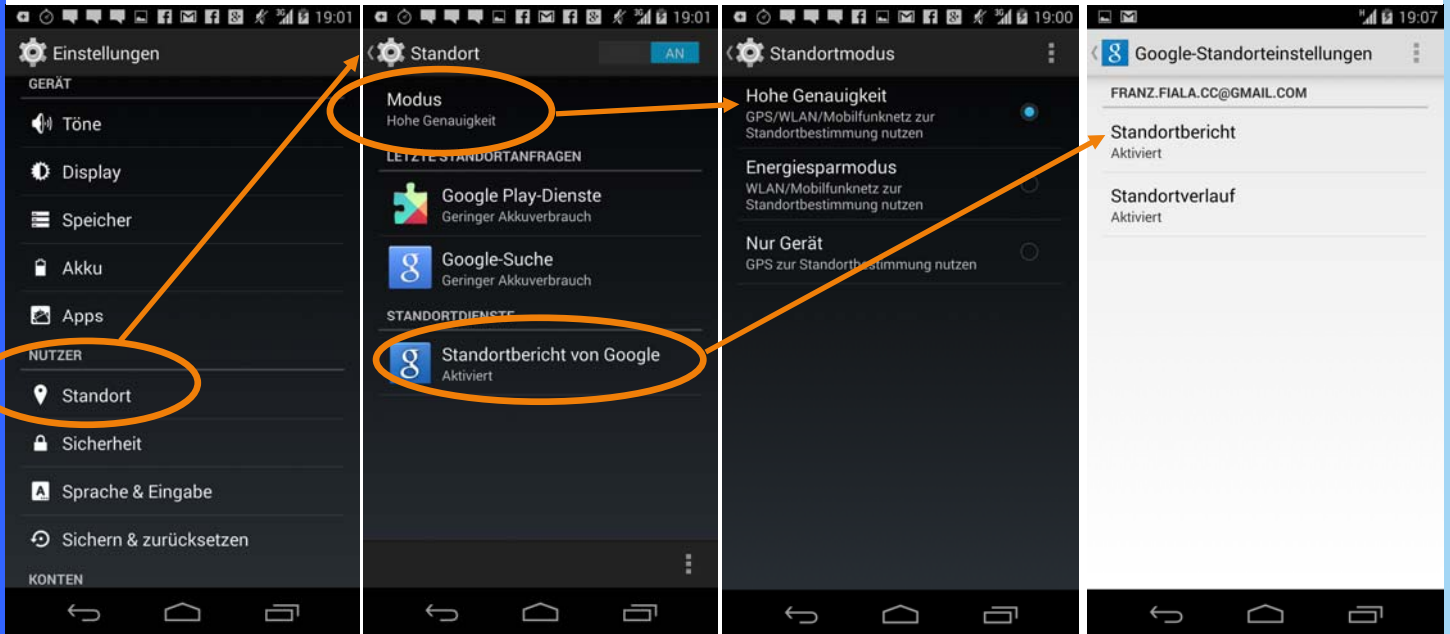 19:01
Einstellungen
GERÄT
Töne
Display
Speicher
Akku
Apps
NUTZER
Standort
Sicherheit
Sprache & Eingabe
Sichern & zurücksetzen
KONTEN
19:01
Standort
AN
Modus
Hohe Genauigkeit
LETZTE STANDORTANFRAGEN
Google Play-Dienste
Geringer Akkuverbrauch
Google-Suche
Geringer Akkuverbrauch
STANDORTDIENSTE
Standortbericht von Google
Aktiviert
19:00
Standortmodus
Hohe Genauigkeit
GPS/WLAN/Mobilfunknetz zur
Standortbestimmung nutzen
Energiesparmodus
WLAN/Mobilfunknetz zur
Standortbestimmung nutzen
Nur Gerät
GPS zur Standortbestimmung nutzen
19:07
Google-Standorteinstellungen
FRANZ.FIALA.CC@GMAIL.COM
Standortbericht
Aktiviert
Standortverlauf
Aktiviert